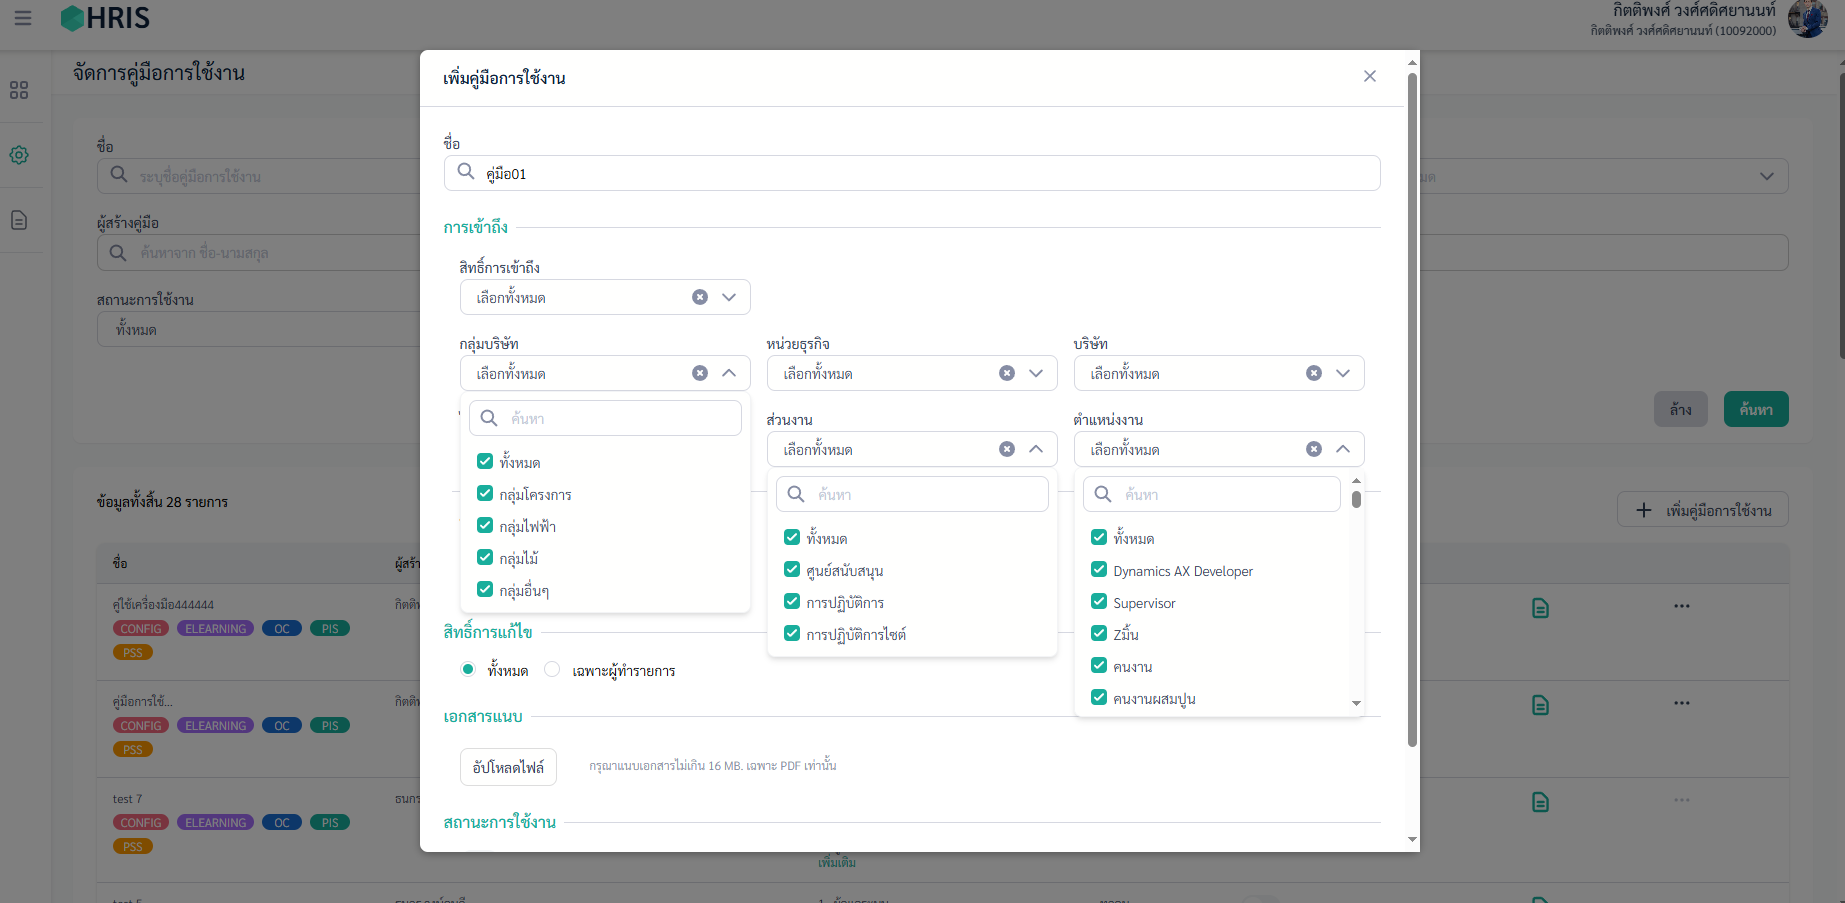 HRIS
กิตติพงศ์ วงศ์ศดิศยานนท์
กิตติพงศ์ วงศ์ศดิศยานนท์ (10092000)
จัดการคู่มือการใช้งาน
ชื่อ
ระบุชื่อคู่มือการใช้งาน
ผู้สร้างคู่มือ
ค้นหาจาก ชื่อ-นามสกุล
สถานะการใช้งาน
ทั้งหมด
ล้าง
ค้นหา
ข้อมูลทั้งสิ้น 28 รายการ
เพิ่มคู่มือการใช้งาน
ชื่อ
คู่ใช้เครื่องมือ444444
CONFIG ELEARNING OC PIS
PSS
คู่มือการใช้...
CONFIG ELEARNING OC PIS
PSS
test 7
CONFIG ELEARNING OC PIS
PSS
เพิ่มเติม
เพิ่มคู่มือการใช้งาน
ชื่อ
คู่มือ01
การเข้าถึง
สิทธิ์การเข้าถึง
เลือกทั้งหมด
กลุ่มบริษัท
เลือกทั้งหมด
หน่วยธุรกิจ
เลือกทั้งหมด
บริษัท
เลือกทั้งหมด
ค้นหา
ทั้งหมด
กลุ่มโครงการ
กลุ่มไฟฟ้า
กลุ่มไม้
กลุ่มอื่นๆ
ส่วนงาน
เลือกทั้งหมด
ค้นหา
ทั้งหมด
ศูนย์สนับสนุน
การปฏิบัติการ
การปฏิบัติการไซต์
ตำแหน่งงาน
เลือกทั้งหมด
ค้นหา
ทั้งหมด
Dynamics AX Developer
Supervisor
Zมิ้น
คนงาน
คนงานผสมปูน
สิทธิ์การแก้ไข
ทั้งหมด เฉพาะผู้ทำรายการ
เอกสารแนบ
อัปโหลดไฟล์
กรุณาแนบเอกสารไม่เกิน 16 MB. เฉพาะ PDF เท่านั้น
สถานะการใช้งาน